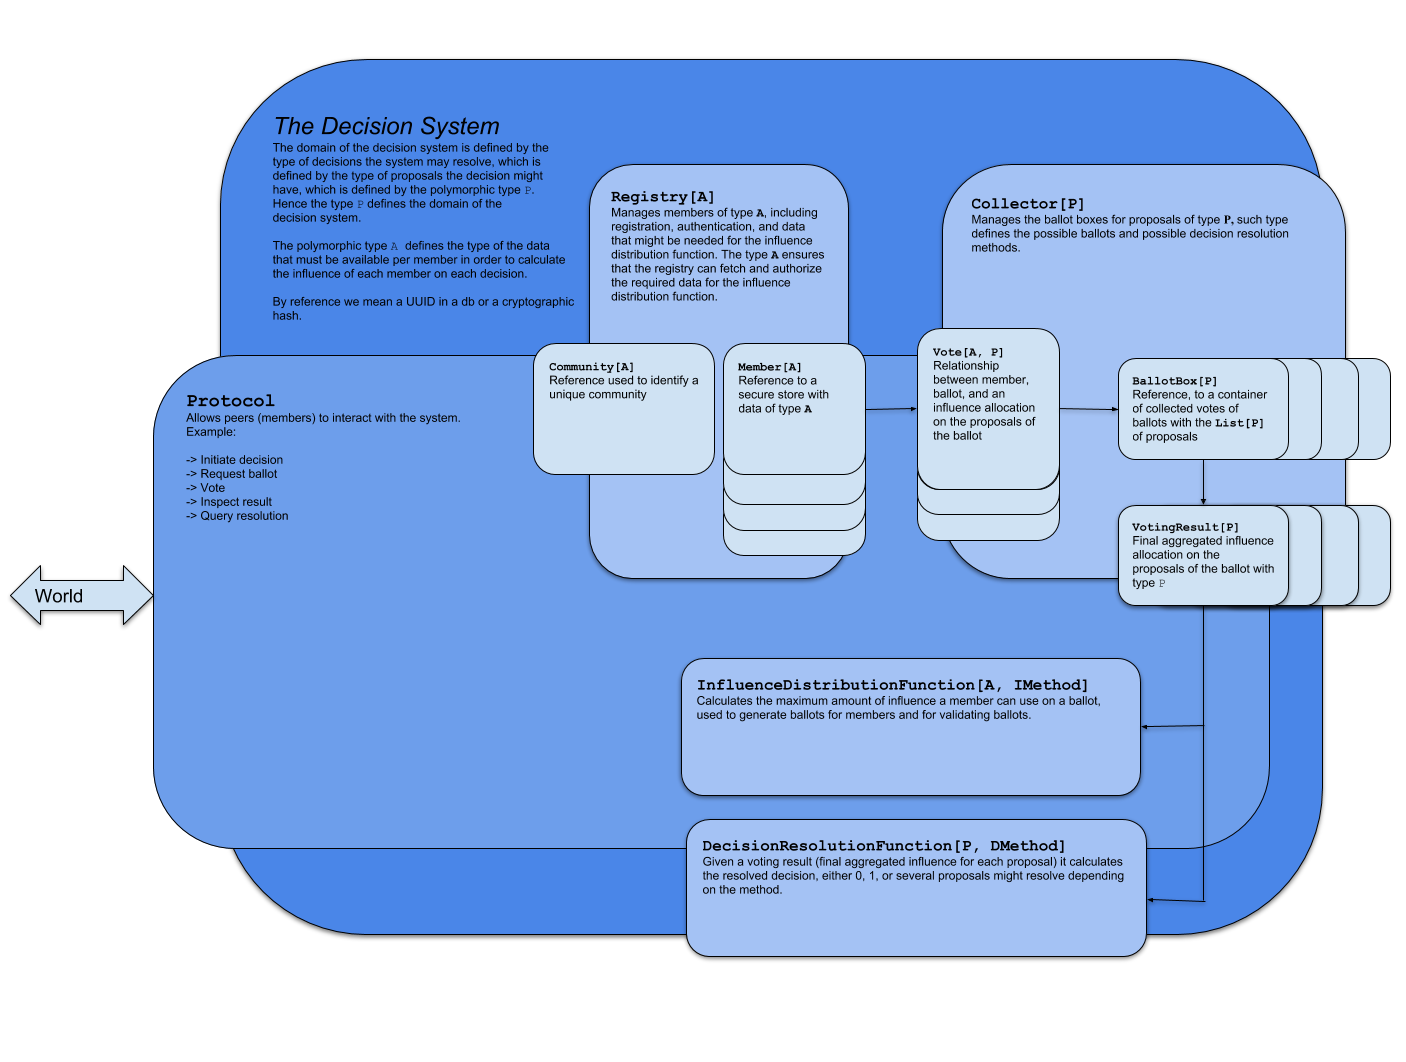 The Decision System
The domain of the decision system is defined by the
type of decisions the system may resolve, which is
defined by the type of proposals the decision might
have, which is defined by the polymorphic type P.
Hence the type P defines the domain of the
decision system.
The polymorphic type A defines the type of the data
that must be available per member in order to calculate
the influence of each member on each decision.
By reference we mean a UUID in a db or a cryptographic
hash.
Registry[A]
Manages members of type A, including
registration, authentication, and data
that might be needed for the influence
distribution function. The type A ensures
that the registry can fetch and authorize
the required data for the influence
distribution function.
Collector[P]
Manages the ballot boxes for proposals of type P, such type
defines the possible ballots and possible decision resolution
methods.
Community[A]
Reference used to identify a
unique community
Member[A]
Reference to a
secure store with
data of type A
Vote[A, P]
Relationship
between member,
ballot, and an
influence allocation
on the proposals of
the ballot
BallotBox[P]
Reference, to a container
of collected votes of
ballots with the List[P]
of proposals
Protocol
Allows peers (members) to interact with the system.
Example:
-> Initiate decision
-> Request ballot
-> Vote
-> Inspect result
-> Query resolution
VotingResult[P]
Final aggregated influence
allocation on the
proposals of the ballot with
type P
World
InfluenceDistributionFunction[A, IMethod]
Calculates the maximum amount of influence a member can use on a ballot,
used to generate ballots for members and for validating ballots.
DecisionResolutionFunction[P, DMethod]
Given a voting result (final aggregated influence for each proposal) it calculates
the resolved decision, either 0, 1, or several proposals might resolve depending
on the method.